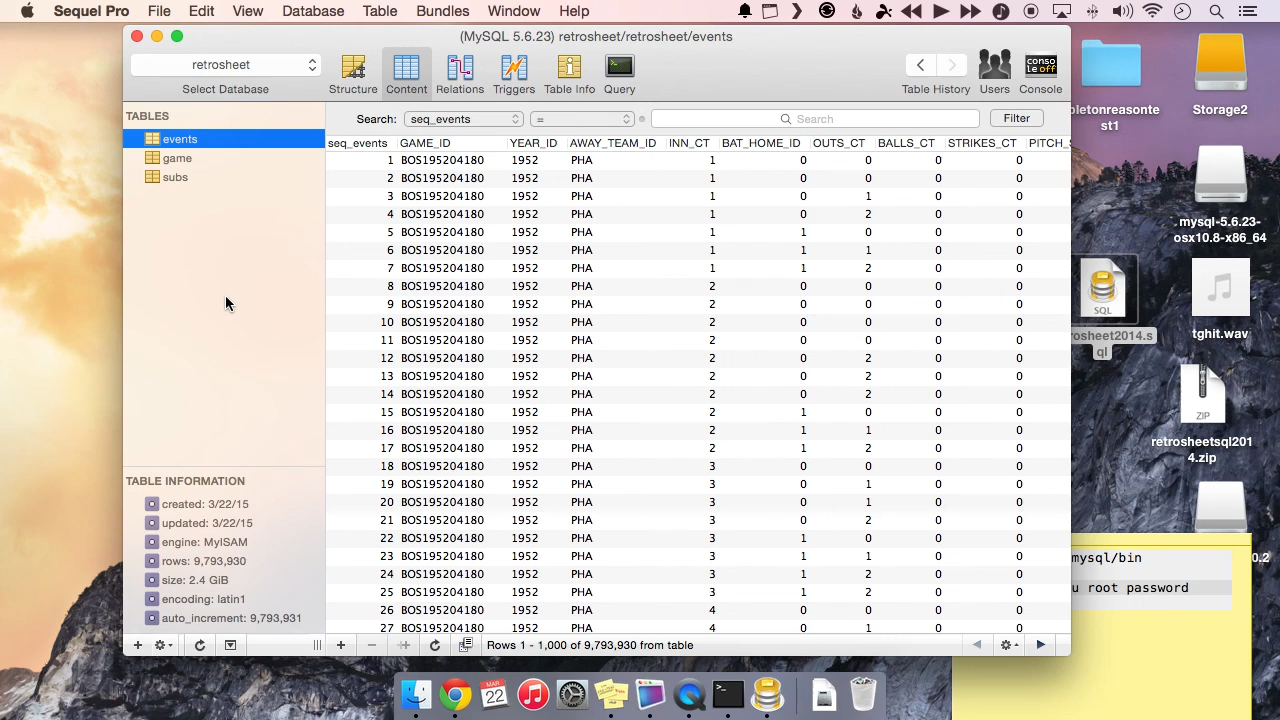 Sequel Pro File Edit View Database Table Bundles Window Help
(MySQL 5.6.23) retrosheet/retrosheet/events
retrosheet
Select Database
Structure Content Relations Triggers Table Info Query
Table History Users Console
conso
le off
TABLES
events
game
subs
Search: seq_events = Search Filter
seq_events GAME_ID YEAR_ID AWAY_TEAM_ID INN_CT BAT_HOME_ID OUTS_CT BALLS_CT STRIKES_CT PITCH_S
1 BOS195204180 1952 PHA 1 0 0 0 0
2 BOS195204180 1952 PHA 1 0 0 0 0
3 BOS195204180 1952 PHA 1 0 1 0 0
4 BOS195204180 1952 PHA 1 0 2 0 0
5 BOS195204180 1952 PHA 1 1 0 0 0
6 BOS195204180 1952 PHA 1 1 1 0 0
7 BOS195204180 1952 PHA 1 1 2 0 0
8 BOS195204180 1952 PHA 2 0 0 0 0
9 BOS195204180 1952 PHA 2 0 0 0 0
10 BOS195204180 1952 PHA 2 0 0 0 0
11 BOS195204180 1952 PHA 2 0 1 0 0
12 BOS195204180 1952 PHA 2 0 2 0 0
13 BOS195204180 1952 PHA 2 0 2 0 0
14 BOS195204180 1952 PHA 2 0 2 0 0
15 BOS195204180 1952 PHA 2 1 0 0 0
16 BOS195204180 1952 PHA 2 1 1 0 0
17 BOS195204180 1952 PHA 2 1 2 0 0
18 BOS195204180 1952 PHA 3 0 0 0 0
19 BOS195204180 1952 PHA 3 0 1 0 0
20 BOS195204180 1952 PHA 3 0 1 0 0
21 BOS195204180 1952 PHA 3 0 2 0 0
22 BOS195204180 1952 PHA 3 1 0 0 0
23 BOS195204180 1952 PHA 3 1 1 0 0
24 BOS195204180 1952 PHA 3 1 2 0 0
25 BOS195204180 1952 PHA 3 1 2 0 0
26 BOS195204180 1952 PHA 4 0 0 0 0
27 BOS195204180 1952 PHA 4 0 1 0 0
TABLE INFORMATION
created: 3/22/15
updated: 3/22/15
engine: MyISAM
rows: 9,793,930
size: 2.4 GiB
encoding: latin1
auto_increment: 9,793,931
Rows 1 - 1,000 of 9,793,930 from table
pletonreasonte
st1
Storage2
mysql-5.6.23-
osx10.8-x86_64
SQL
rosheet2014.s
ql
tghit.wav
ZIP
retrosheetsql201
4.zip
0.2
mysql/bin
u root password
MAR
22